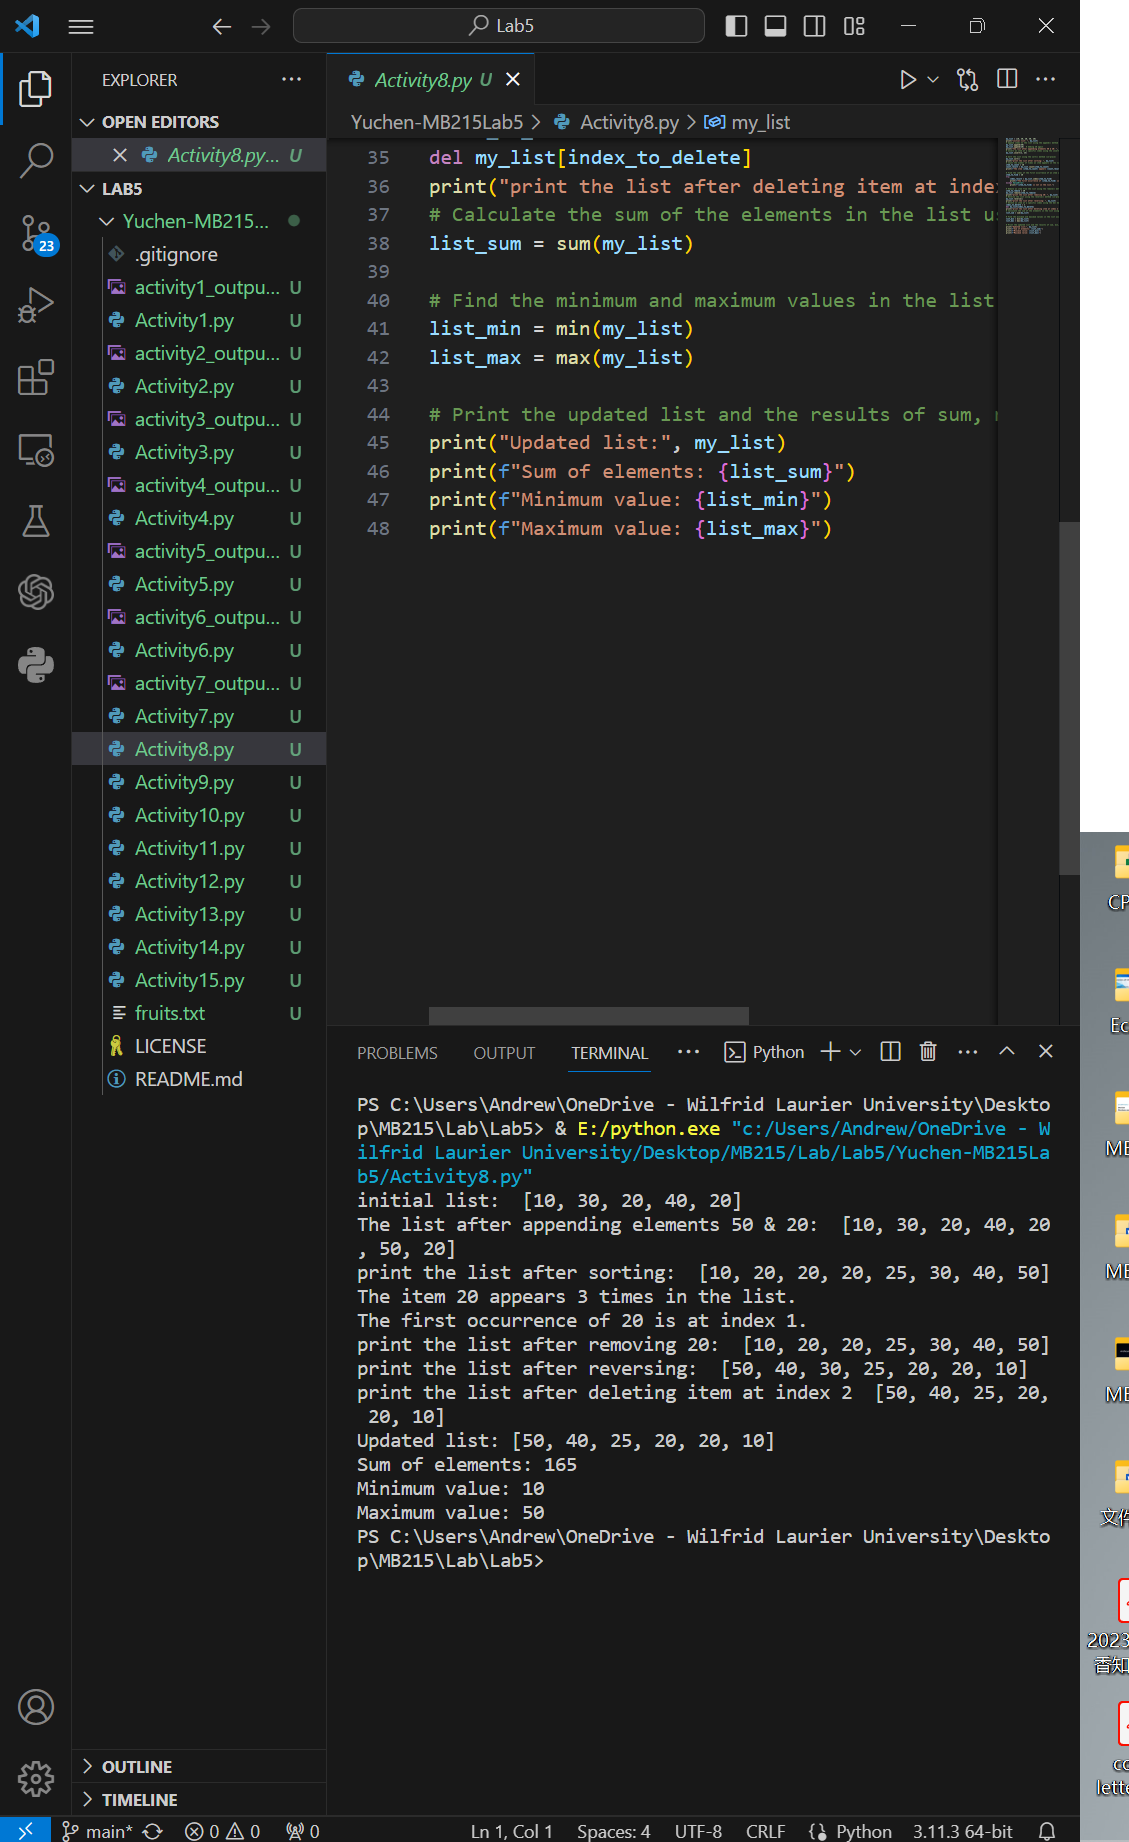 Lab5
EXPLORER
OPEN EDITORS
Activity8.py... U
LAB5
Yuchen-MB215...
.gitignore
activity1_outpu... U
Activity1.py U
activity2_outpu... U
Activity2.py U
activity3_outpu... U
Activity3.py U
activity4_outpu... U
Activity4.py U
activity5_outpu... U
Activity5.py U
activity6_outpu... U
Activity6.py U
activity7_outpu... U
Activity7.py U
Activity8.py U
Activity9.py U
Activity10.py U
Activity11.py U
Activity12.py U
Activity13.py U
Activity14.py U
Activity15.py U
fruits.txt U
LICENSE
README.md
23
OUTLINE
TIMELINE
Activity8.py U
Yuchen-MB215Lab5 > Activity8.py > my_list
35 del my_list[index_to_delete]
36 print("print the list after deleting item at inde
37 # Calculate the sum of the elements in the list u
38 list_sum = sum(my_list)
39
40 # Find the minimum and maximum values in the list
41 list_min = min(my_list)
42 list_max = max(my_list)
43
44 # Print the updated list and the results of sum,
45 print("Updated list:", my_list)
46 print(f"Sum of elements: {list_sum}")
47 print(f"Minimum value: {list_min}")
48 print(f"Maximum value: {list_max}")
PROBLEMS OUTPUT TERMINAL ... Python
PS C:\Users\Andrew\OneDrive - Wilfrid Laurier University\Deskto
p\MB215\Lab\Lab5> & E:/python.exe "c:/Users/Andrew/OneDrive - W
ilfrid Laurier University/Desktop/MB215/Lab/Lab5/Yuchen-MB215La
b5/Activity8.py"
initial list:  [10, 30, 20, 40, 20]
The list after appending elements 50 & 20:  [10, 30, 20, 40, 20
, 50, 20]
print the list after sorting:  [10, 20, 20, 20, 25, 30, 40, 50]
The item 20 appears 3 times in the list.
The first occurrence of 20 is at index 1.
print the list after removing 20:  [10, 20, 20, 25, 30, 40, 50]
print the list after reversing:  [50, 40, 30, 25, 20, 20, 10]
print the list after deleting item at index 2  [50, 40, 25, 20,
 20, 10]
Updated list: [50, 40, 25, 20, 20, 10]
Sum of elements: 165
Minimum value: 10
Maximum value: 50
PS C:\Users\Andrew\OneDrive - Wilfrid Laurier University\Deskto
p\MB215\Lab\Lab5>
main* 0 0 0 Ln 1, Col 1 Spaces: 4 UTF-8 CRLF Python 3.11.3 64-bit
CP
Ec
文件
2023
香知
lette